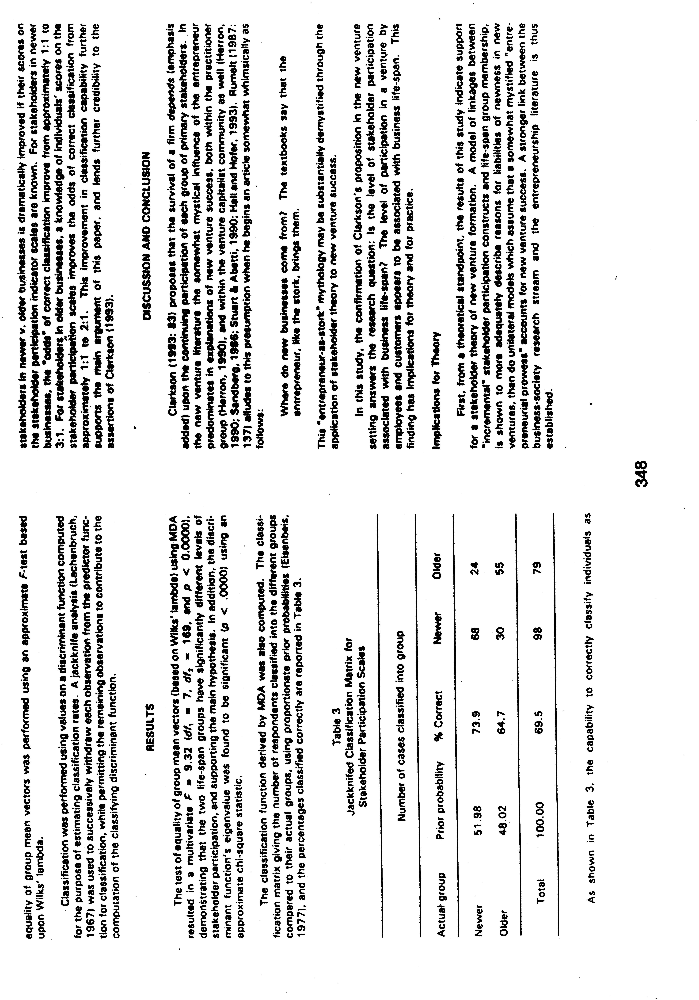 equality of group mean vectors was performed using an approximate F-test based
upon Wilks' lambda.
Classification was performed using values on a discriminant function computed
for the purpose of estimating classification rates. A jackknife analysis (Lachenbruch,
1967) was used to successively withdraw each observation from the predictor func-
tion for classification, while permitting the remaining observations to contribute to the
computation of the classifying discriminant function.
RESULTS
The test of equality of group mean vectors (based on Wilks' lambda) using MDA
resulted in a multivariate F = 9.32 (df₁ = 7, df₂ = 169, and p < 0.0000),
demonstrating that the two life-span groups have significantly different levels of
stakeholder participation, and supporting the main hypothesis. In addition, the discri-
minant function's eigenvalue was found to be significant (p < .0000) using an
approximate chi-square statistic.
The classification function derived by MDA was also computed. The classi-
fication matrix giving the number of respondents classified into the different groups
compared to their actual groups, using proportionate prior probabilities (Eisenbeis,
1977), and the percentages classified correctly are reported in Table 3.
Table 3
Jackknifed Classification Matrix for
Stakeholder Participation Scales
Number of cases classified into group
Actual group Prior probability % Correct Newer Older
Newer 51.98 73.9 68 24
Older 48.02 64.7 30 55
Total 100.00 69.5 98 79
As shown in Table 3, the capability to correctly classify individuals as
stakeholders in newer v. older businesses is dramatically improved if their scores on
the stakeholder participation indicator scales are known. For stakeholders in newer
businesses, the "odds" of correct classification improve from approximately 1:1 to
3:1. For stakeholders in older businesses, a knowledge of individuals' scores on the
stakeholder participation scales improves the odds of correct classification from
approximately 1:1 to 2:1. This improvement in classification capability further
supports the main argument of this paper, and lends further credibility to the
assertions of Clarkson (1993).
DISCUSSION AND CONCLUSION
Clarkson (1993: 83) proposes that the survival of a firm depends (emphasis
added) upon the continuing participation of each group of primary stakeholders. In
the new venture literature the somewhat mystical influence of the entrepreneur
predominates in explanations of new venture success, both within the practitioner
group (Herron, 1990), and within the venture capitalist community as well (Herron,
1990; Sandberg, 1986; Stuart & Abetti, 1990; Hall and Hofer, 1993). Rumelt (1987:
137) alludes to this presumption when he begins an article somewhat whimsically as
follows:
Where do new businesses come from? The textbooks say that the
entrepreneur, like the stork, brings them.
This "entrepreneur-as-stork" mythology may be substantially demystified through the
application of stakeholder theory to new venture success.
In this study, the confirmation of Clarkson's proposition in the new venture
setting answers the research question: Is the level of stakeholder participation
associated with business life-span? The level of participation in a venture by
employees and customers appears to be associated with business life-span. This
finding has implications for theory and for practice.
Implications for Theory
First, from a theoretical standpoint, the results of this study indicate support
for a stakeholder theory of new venture formation. A model of linkages between
"incremental" stakeholder participation constructs and life-span group membership,
is shown to more adequately describe reasons for liabilities of newness in new
ventures, than do unilateral models which assume that a somewhat mystified "entre-
preneurial prowess" accounts for new venture success. A stronger link between the
business-society research stream and the entrepreneurship literature is thus
established.
348